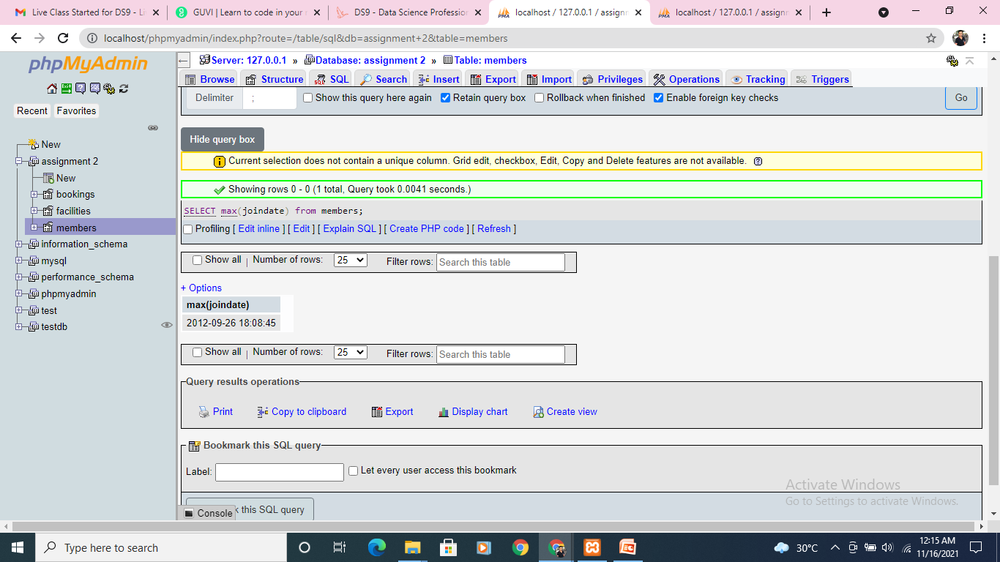 Live Class Started for DS9 - Li
GUVI | Learn to code in your
DS9 - Data Science Profession
localhost / 127.0.0.1 / assignm
localhost / 127.0.0.1 / assignm
localhost/phpmyadmin/index.php?route=/table/sql&db=assignment+2&table=members
phpMyAdmin
Recent Favorites
New
assignment 2
New
bookings
facilities
members
information_schema
mysql
performance_schema
phpmyadmin
test
testdb
Server: 127.0.0.1 » Database: assignment 2 » Table: members
Browse Structure SQL Search Insert Export Import Privileges Operations Tracking Triggers
Delimiter ; Show this query here again Retain query box Rollback when finished Enable foreign key checks Go
Hide query box
Current selection does not contain a unique column. Grid edit, checkbox, Edit, Copy and Delete features are not available.
Showing rows 0 - 0 (1 total, Query took 0.0041 seconds.)
SELECT max(joindate) from members;
Profiling [ Edit inline ] [ Edit ] [ Explain SQL ] [ Create PHP code ] [ Refresh ]
Show all | Number of rows: 25 Filter rows: Search this table
+ Options
max(joindate)
2012-09-26 18:08:45
Show all | Number of rows: 25 Filter rows: Search this table
Query results operations
Print Copy to clipboard Export Display chart Create view
Bookmark this SQL query
Label: Let every user access this bookmark
k this SQL query
Console
Activate Windows
Go to Settings to activate Windows.
Type here to search
30°C
12:15 AM
11/16/2021